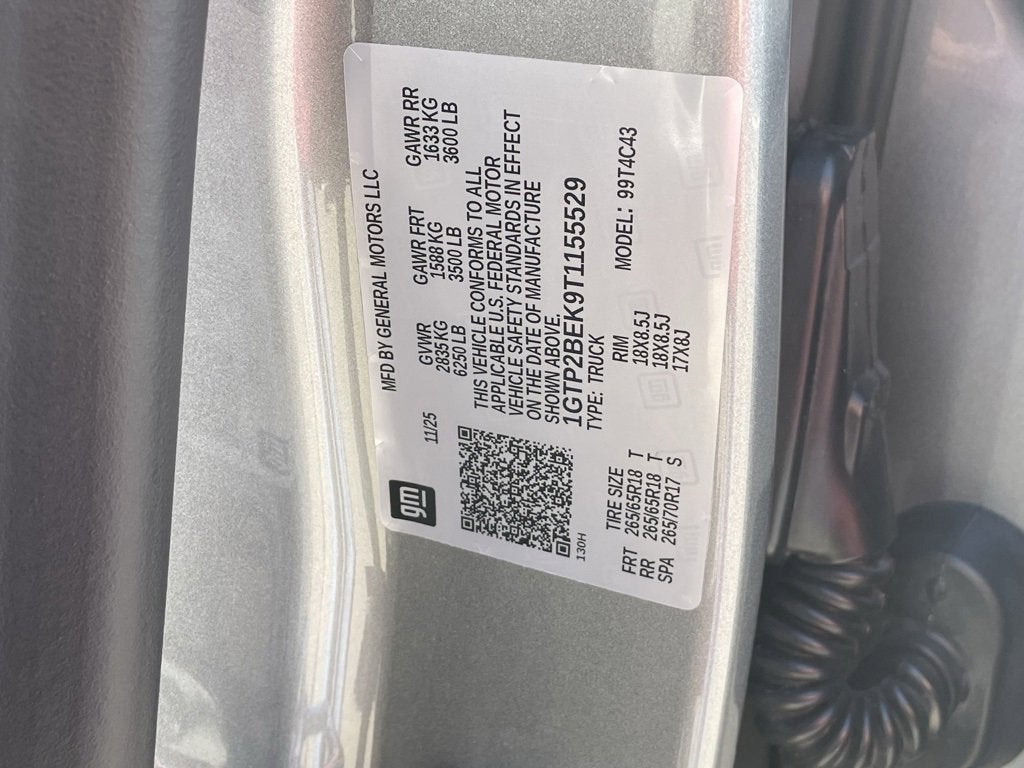 MFD BY GENERAL MOTORS LLC
gm
11/25
GVWR GAWR FRT GAWR RR
2835 KG 1588 KG 1633 KG
6250 LB 3500 LB 3600 LB
THIS VEHICLE CONFORMS TO ALL
APPLICABLE U.S. FEDERAL MOTOR
VEHICLE SAFETY STANDARDS IN EFFECT
ON THE DATE OF MANUFACTURE
SHOWN ABOVE.
1GTP2BEK9T1155529
TYPE: TRUCK
130H
MODEL: 99T4C43
TIRE SIZE RIM
FRT 265/65R18 T 18X8.5J
RR 265/65R18 T 18X8.5J
SPA 265/70R17 S 17X8J